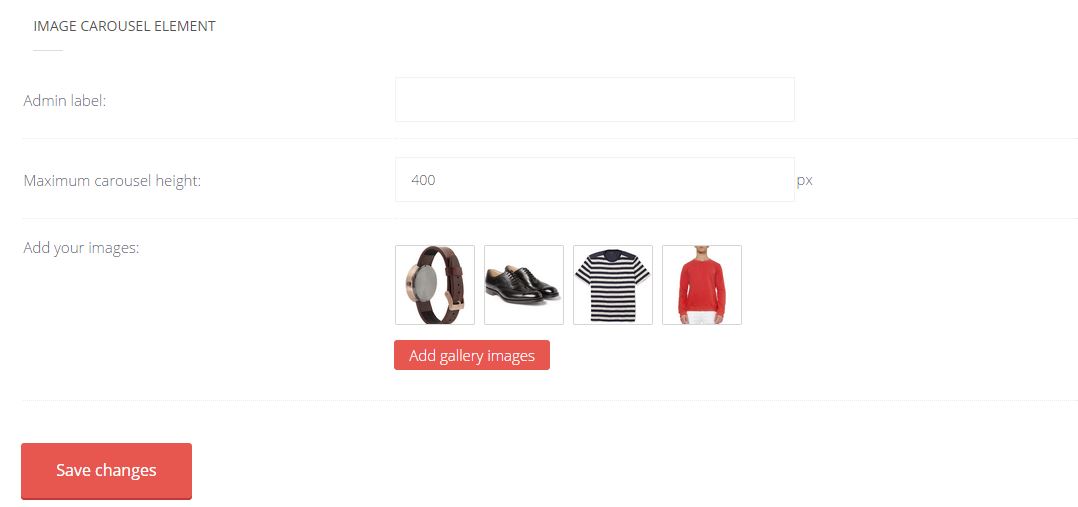 IMAGE CAROUSEL ELEMENT
Admin label:
Maximum carousel height:
400
px
Add your images:
Add gallery images
Save changes